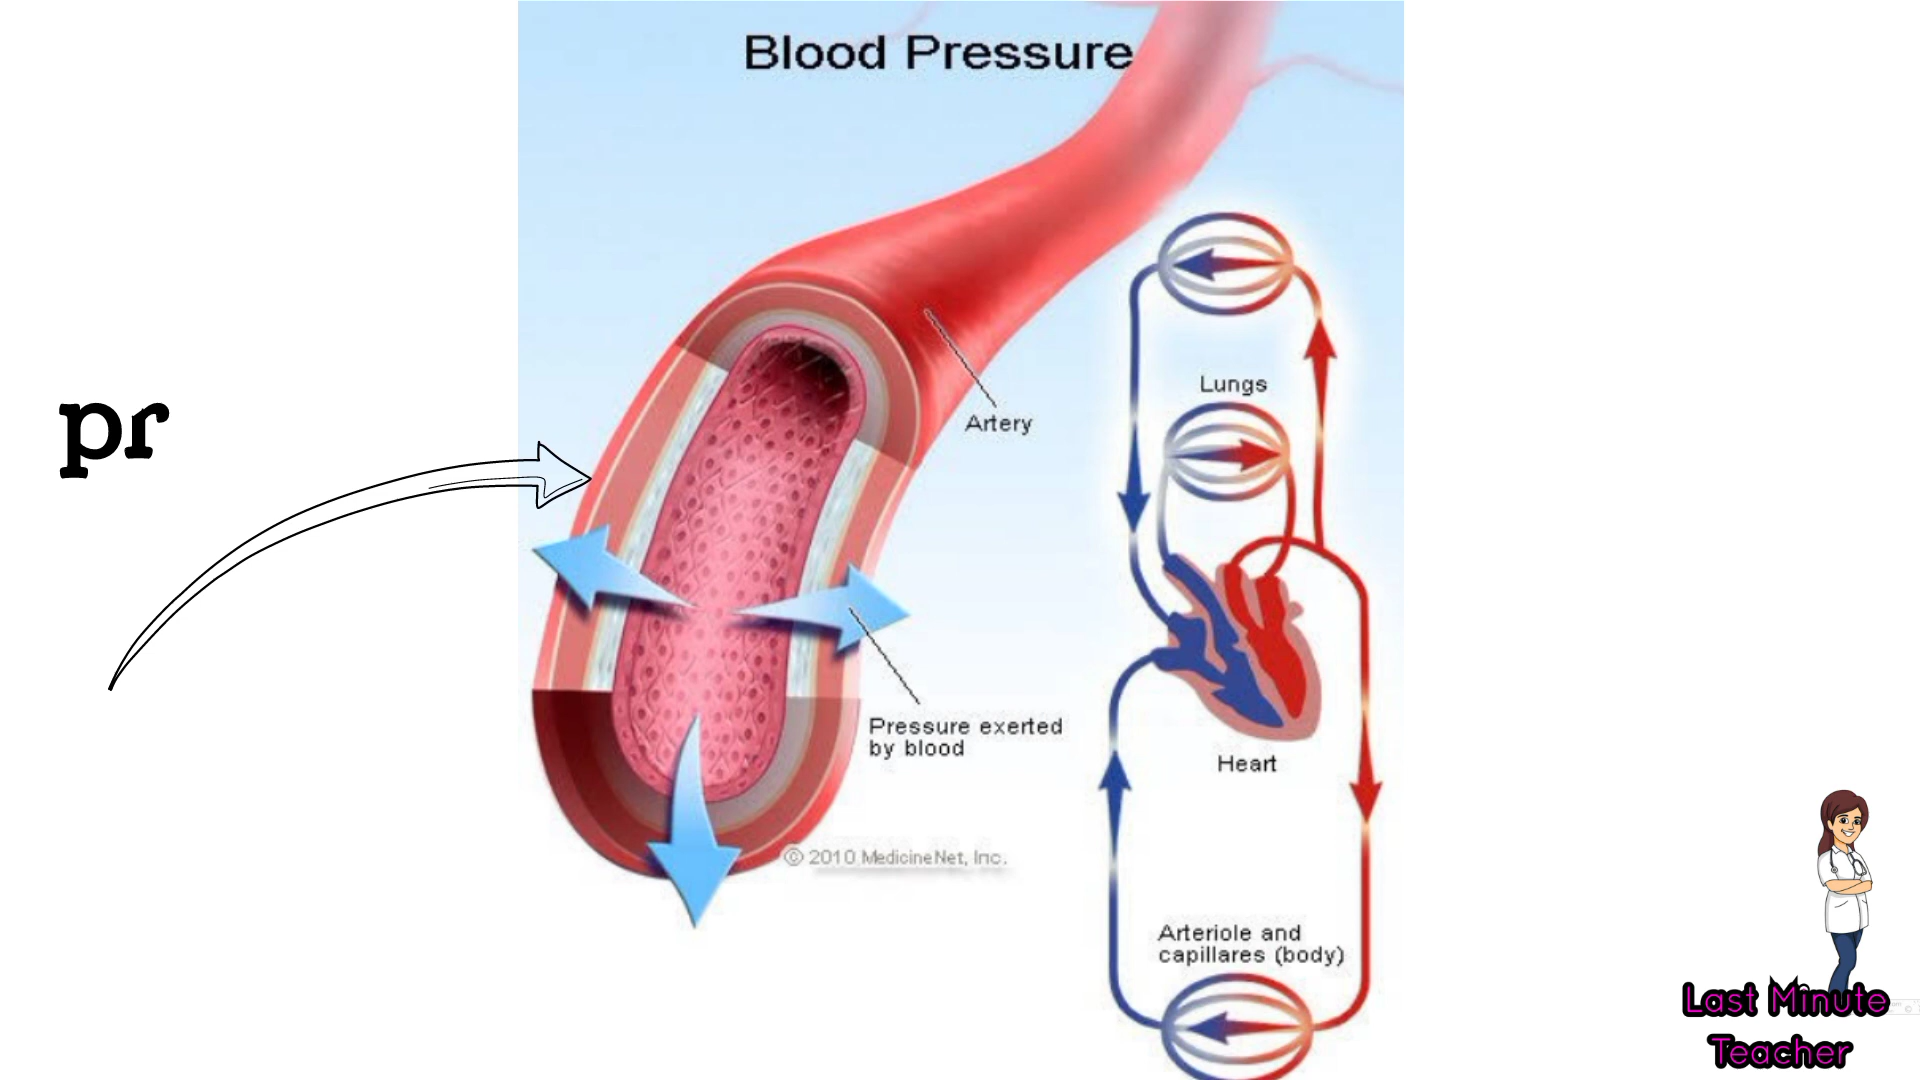 Blood Pressure
pr
Lungs
Artery
Pressure exerted
by blood
Heart
© 2010 MedicineNet, Inc.
Arteriole and
capillares (body)
Last Minute
Teacher